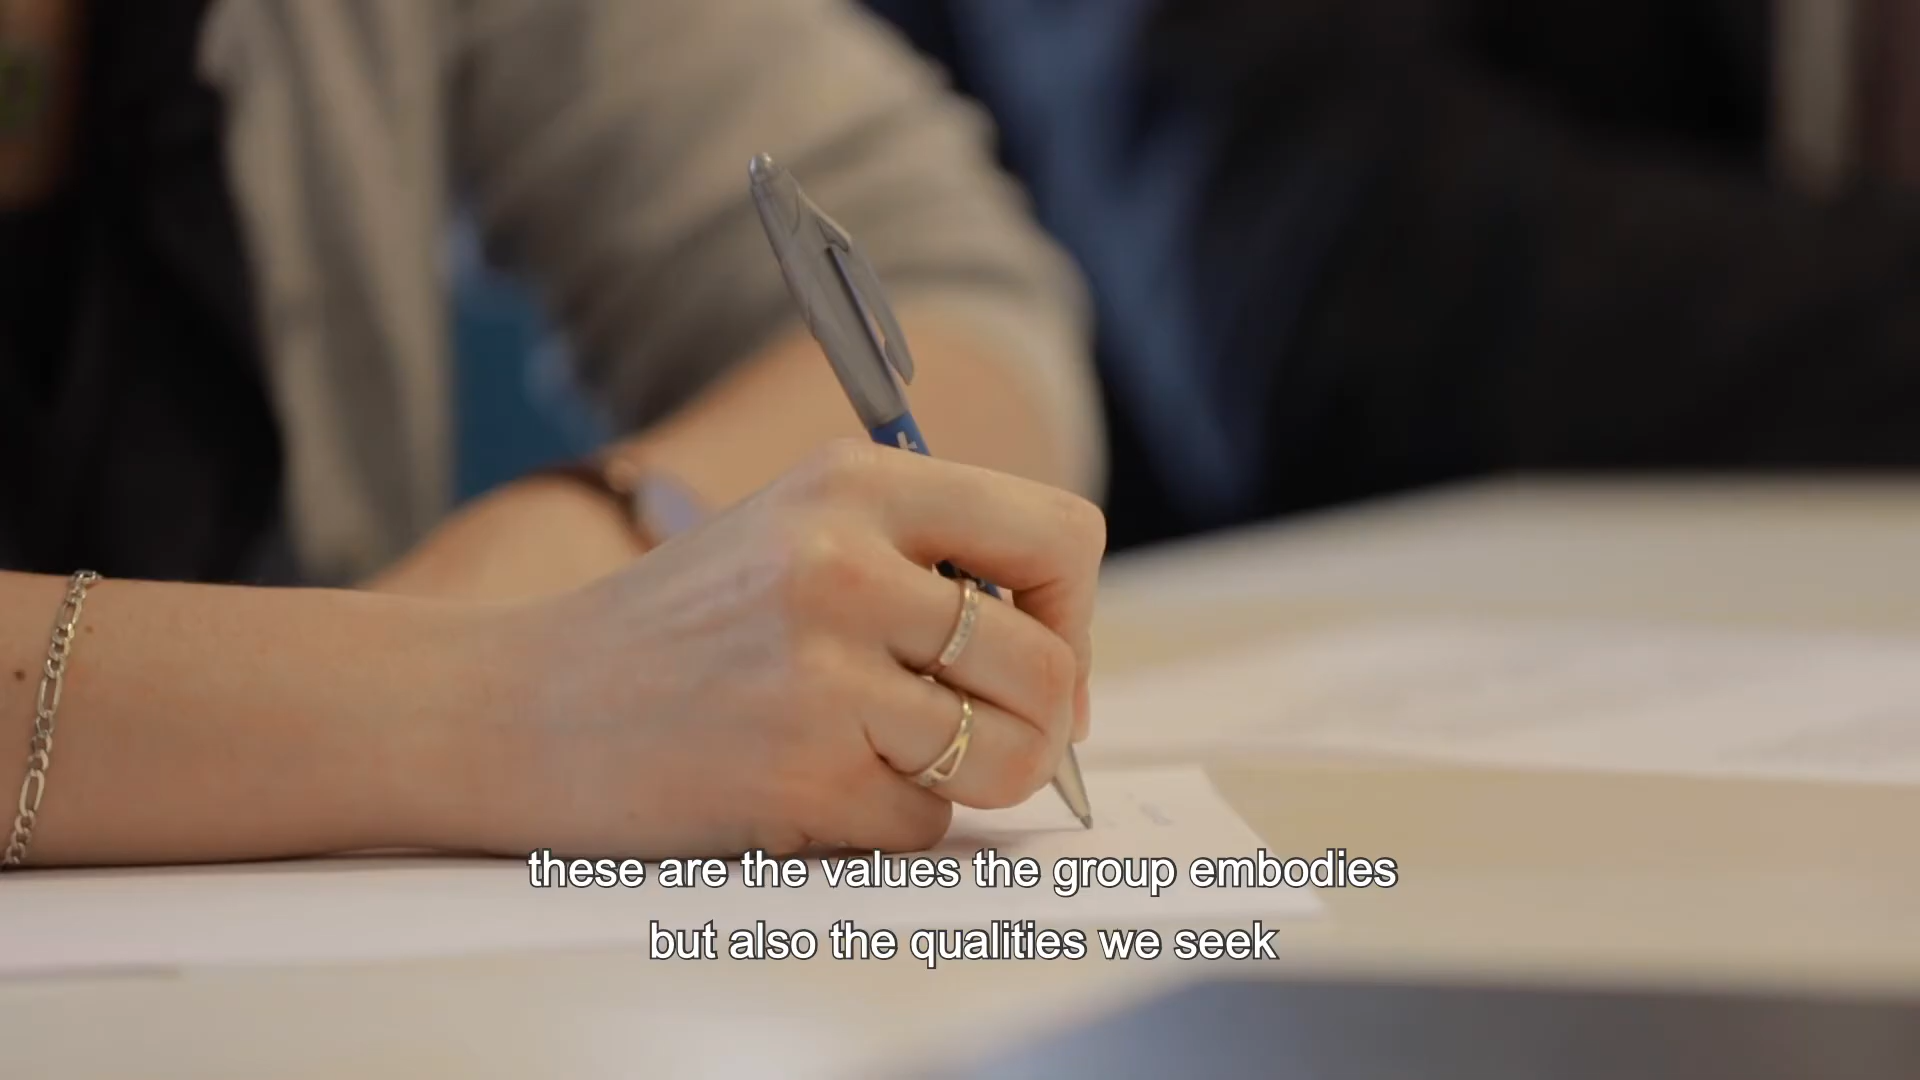 these are the values the group embodies
but also the qualities we seek